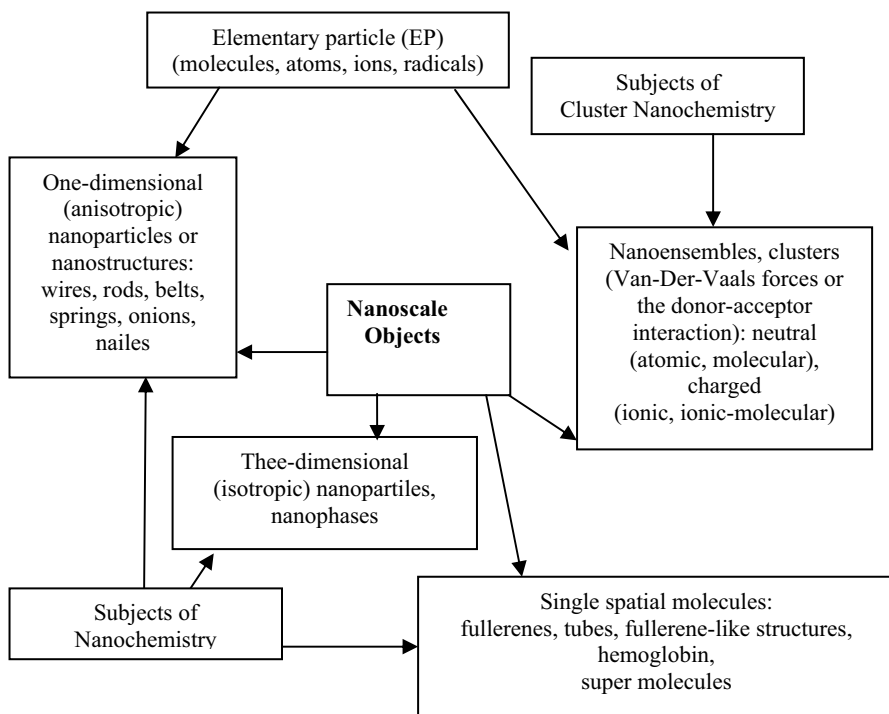 Elementary particle (EP)
(molecules, atoms, ions, radicals)
Subjects of
Cluster Nanochemistry
One-dimensional
(anisotropic)
nanoparticles or
nanostructures:
wires, rods, belts,
springs, onions,
nailes
Nanoscale
Objects
Nanoensembles, clusters
(Van-Der-Vaals forces or
the donor-acceptor
interaction): neutral
(atomic, molecular),
charged
(ionic, ionic-molecular)
Thee-dimensional
(isotropic) nanopartiles,
nanophases
Subjects of
Nanochemistry
Single spatial molecules:
fullerenes, tubes, fullerene-like structures,
hemoglobin,
super molecules